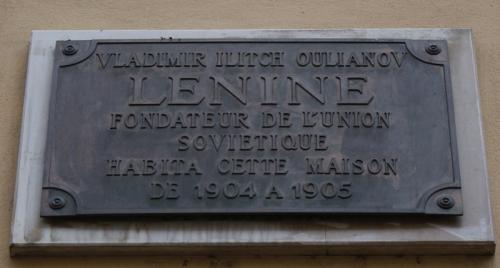 VLADIMIR ILITCH OULIANOV
LENINE
FONDATEUR DE L'UNION
SOVIETIQUE
HABITA CETTE MAISON
DE 1904 A 1905